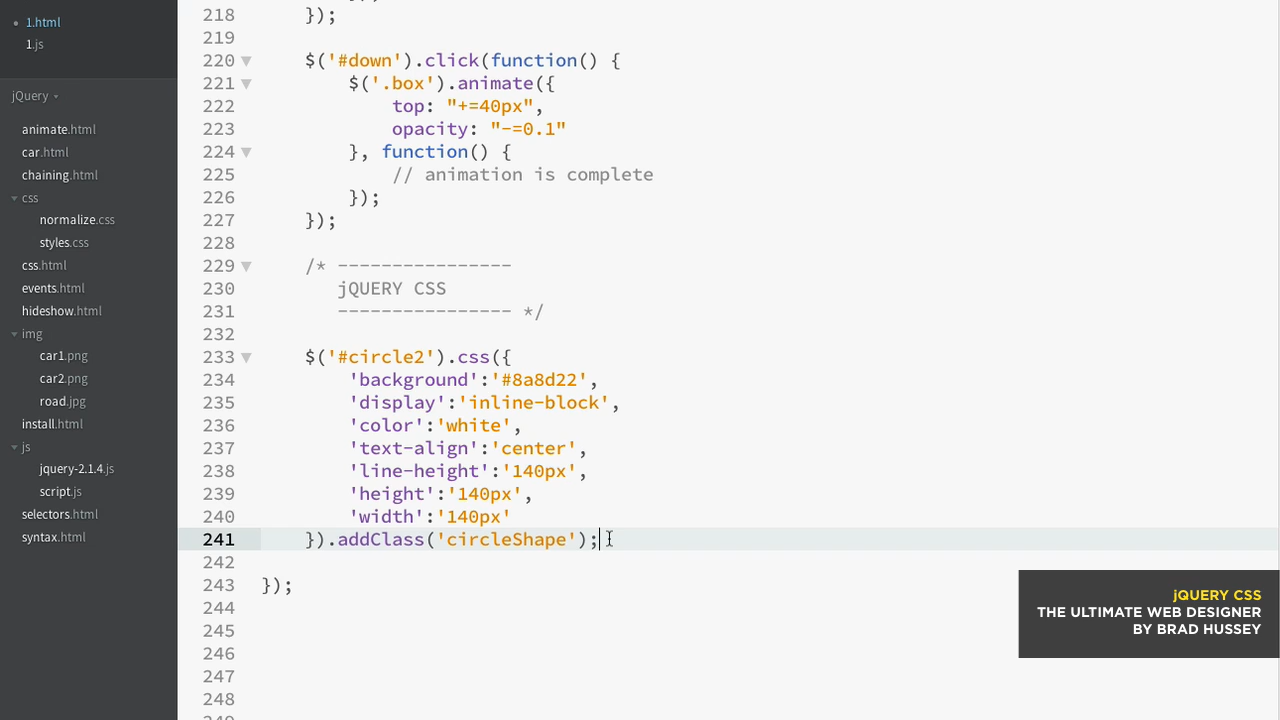 1.html
1.js
jQuery
animate.html
car.html
chaining.html
css
normalize.css
styles.css
css.html
events.html
hideshow.html
img
car1.png
car2.png
road.jpg
install.html
js
jquery-2.1.4.js
script.js
selectors.html
syntax.html
218 });
219
220 $('#down').click(function() {
221 $('.box').animate({
222 top: "+=40px",
223 opacity: "-=0.1"
224 }, function() {
225 // animation is complete
226 });
227 });
228
229 /* ----------------
230 jQUERY CSS
231 ---------------- */
232
233 $('#circle2').css({
234 'background':'#8a8d22',
235 'display':'inline-block',
236 'color':'white',
237 'text-align':'center',
238 'line-height':'140px',
239 'height':'140px',
240 'width':'140px'
241 }).addClass('circleShape');
242
243 });
244
245
246
247
248
jQUERY CSS
THE ULTIMATE WEB DESIGNER
BY BRAD HUSSEY